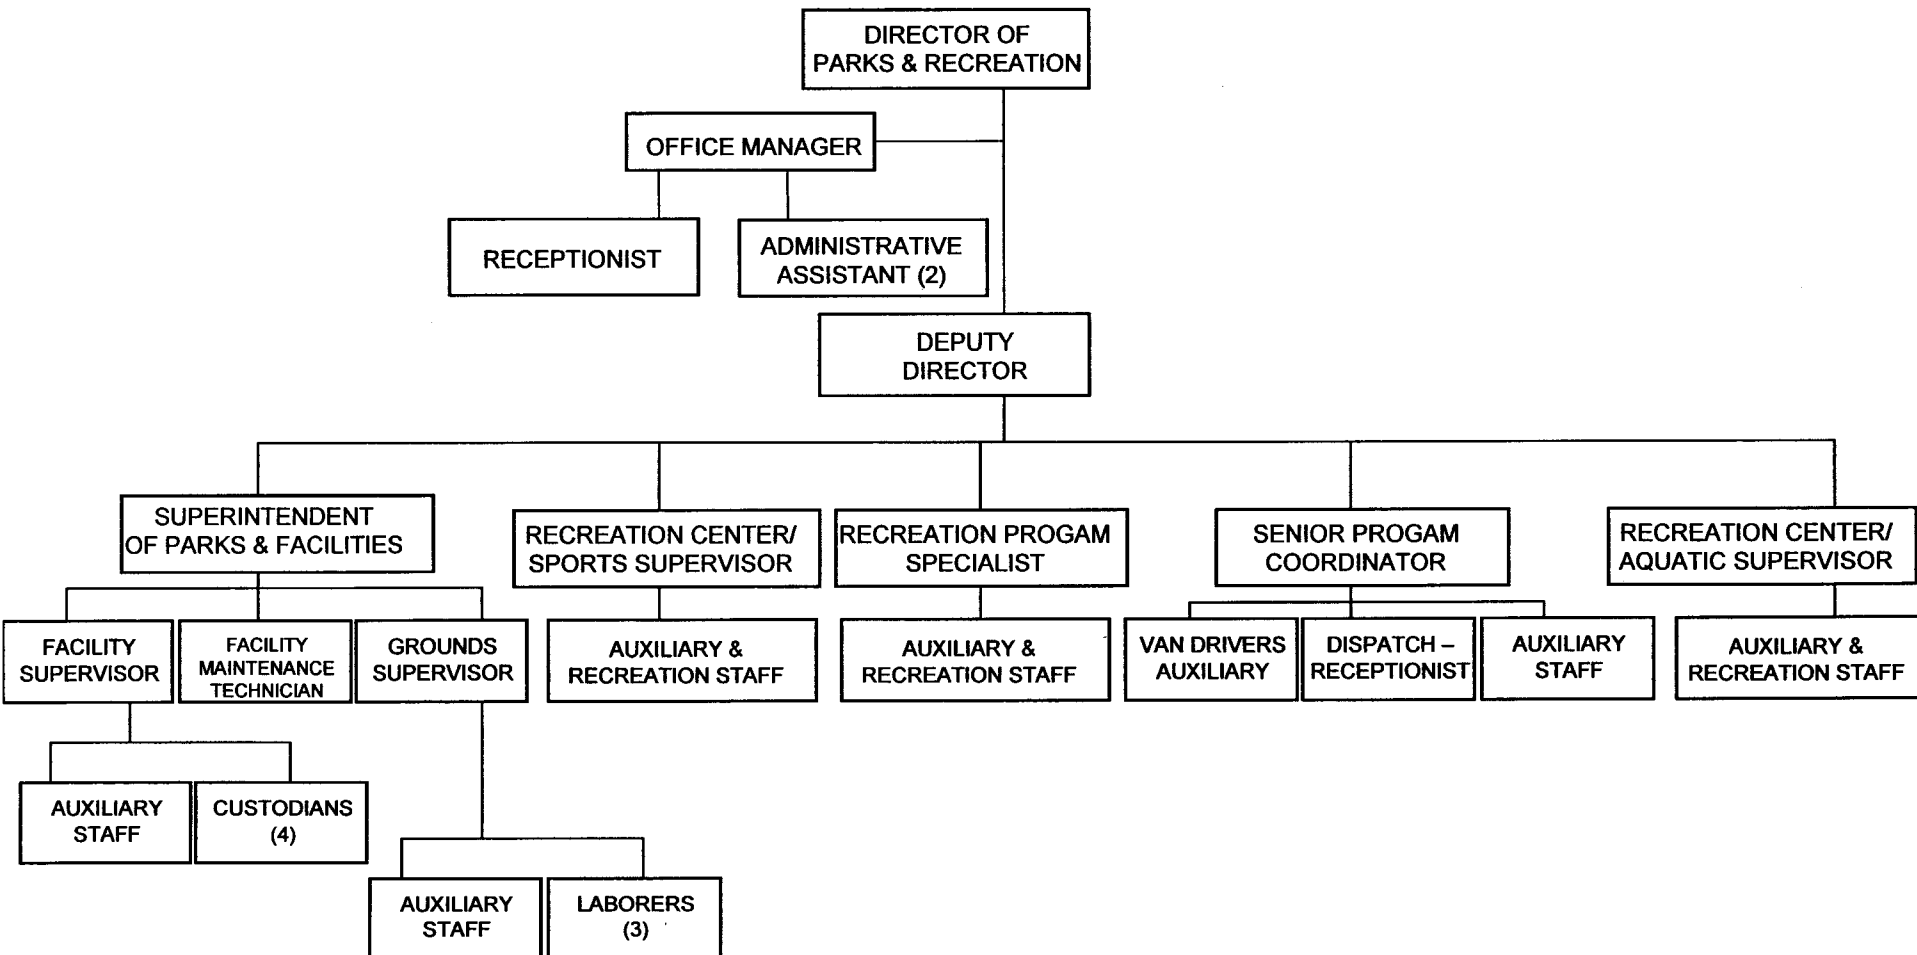 DIRECTOR OF
PARKS & RECREATION
OFFICE MANAGER
RECEPTIONIST
ADMINISTRATIVE
ASSISTANT (2)
DEPUTY
DIRECTOR
SUPERINTENDENT
OF PARKS & FACILITIES
RECREATION CENTER/
SPORTS SUPERVISOR
RECREATION PROGAM
SPECIALIST
SENIOR PROGAM
COORDINATOR
RECREATION CENTER/
AQUATIC SUPERVISOR
FACILITY
SUPERVISOR
FACILITY
MAINTENANCE
TECHNICIAN
GROUNDS
SUPERVISOR
AUXILIARY &
RECREATION STAFF
AUXILIARY &
RECREATION STAFF
VAN DRIVERS
AUXILIARY
DISPATCH –
RECEPTIONIST
AUXILIARY
STAFF
AUXILIARY &
RECREATION STAFF
AUXILIARY
STAFF
CUSTODIANS
(4)
AUXILIARY
STAFF
LABORERS
(3)